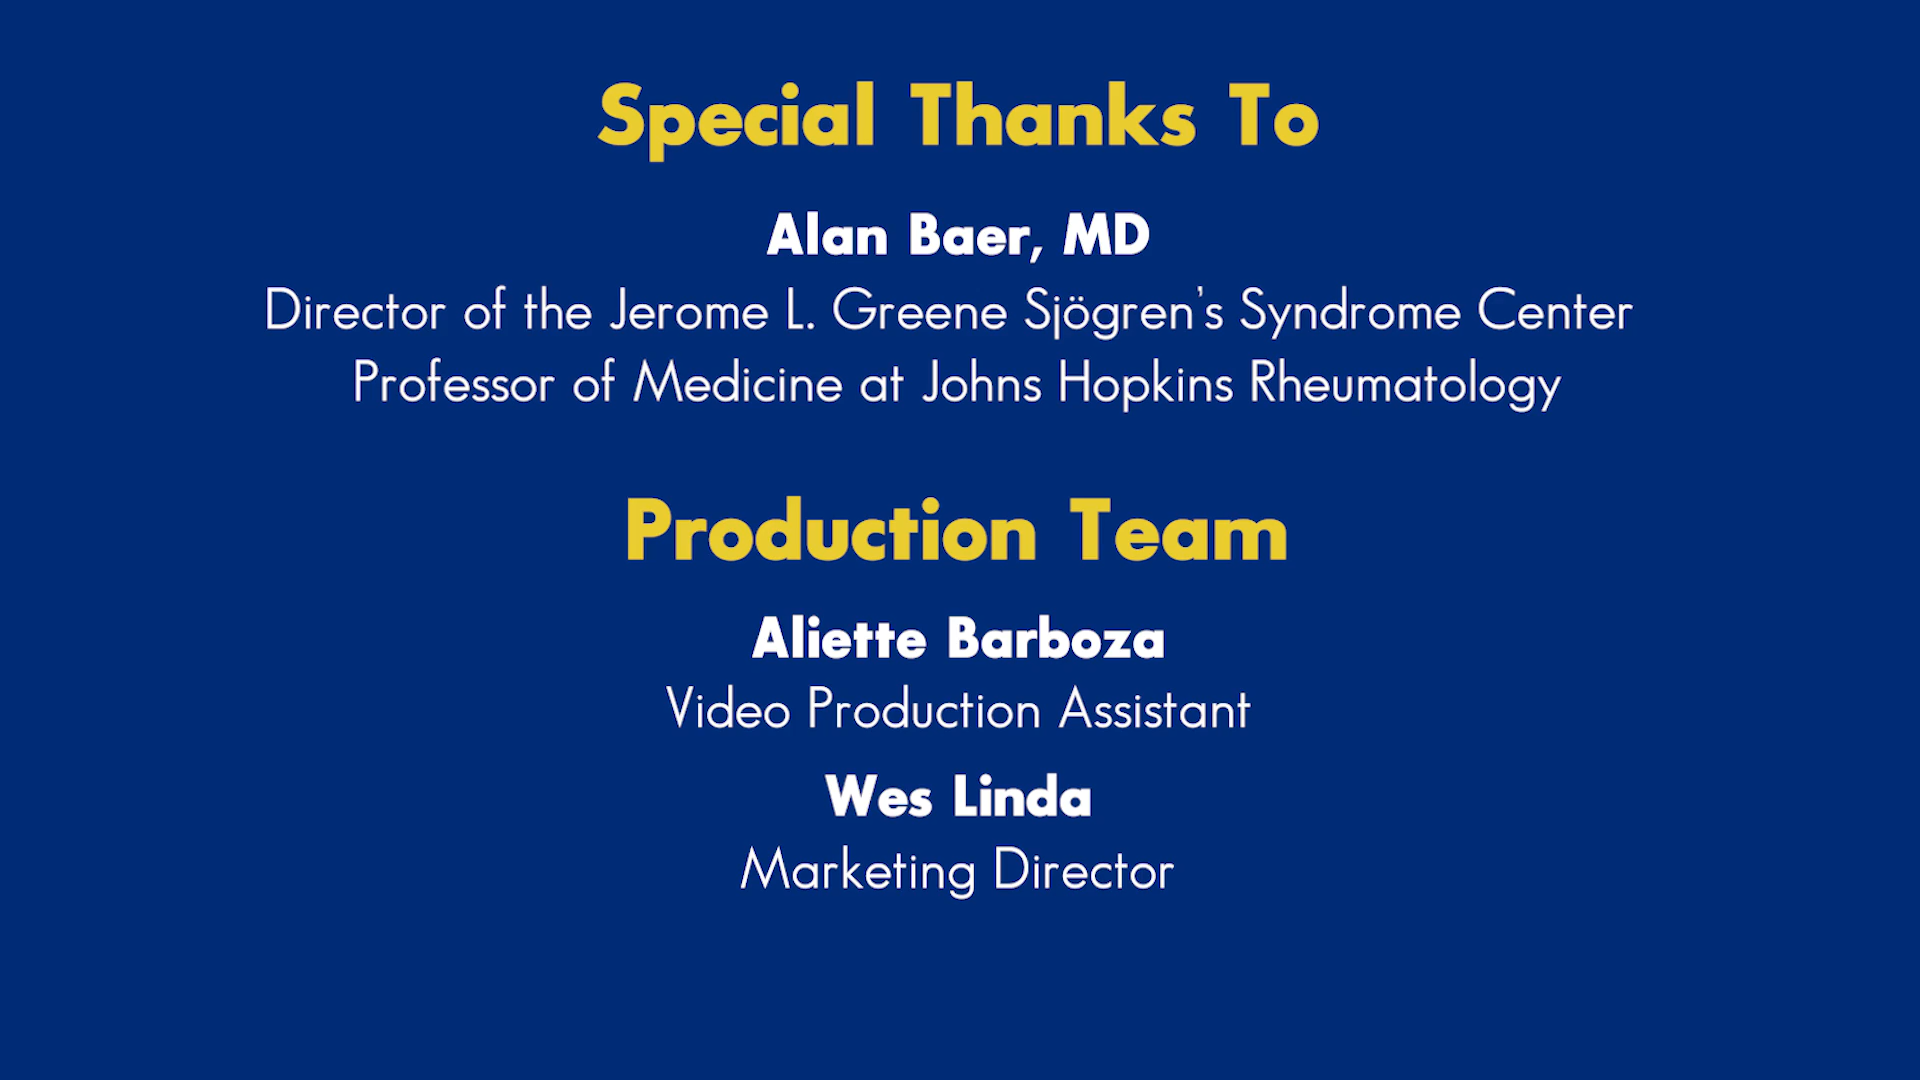 Special Thanks To
Alan Baer, MD
Director of the Jerome L. Greene Sjögren's Syndrome Center
Professor of Medicine at Johns Hopkins Rheumatology
Production Team
Aliette Barboza
Video Production Assistant
Wes Linda
Marketing Director